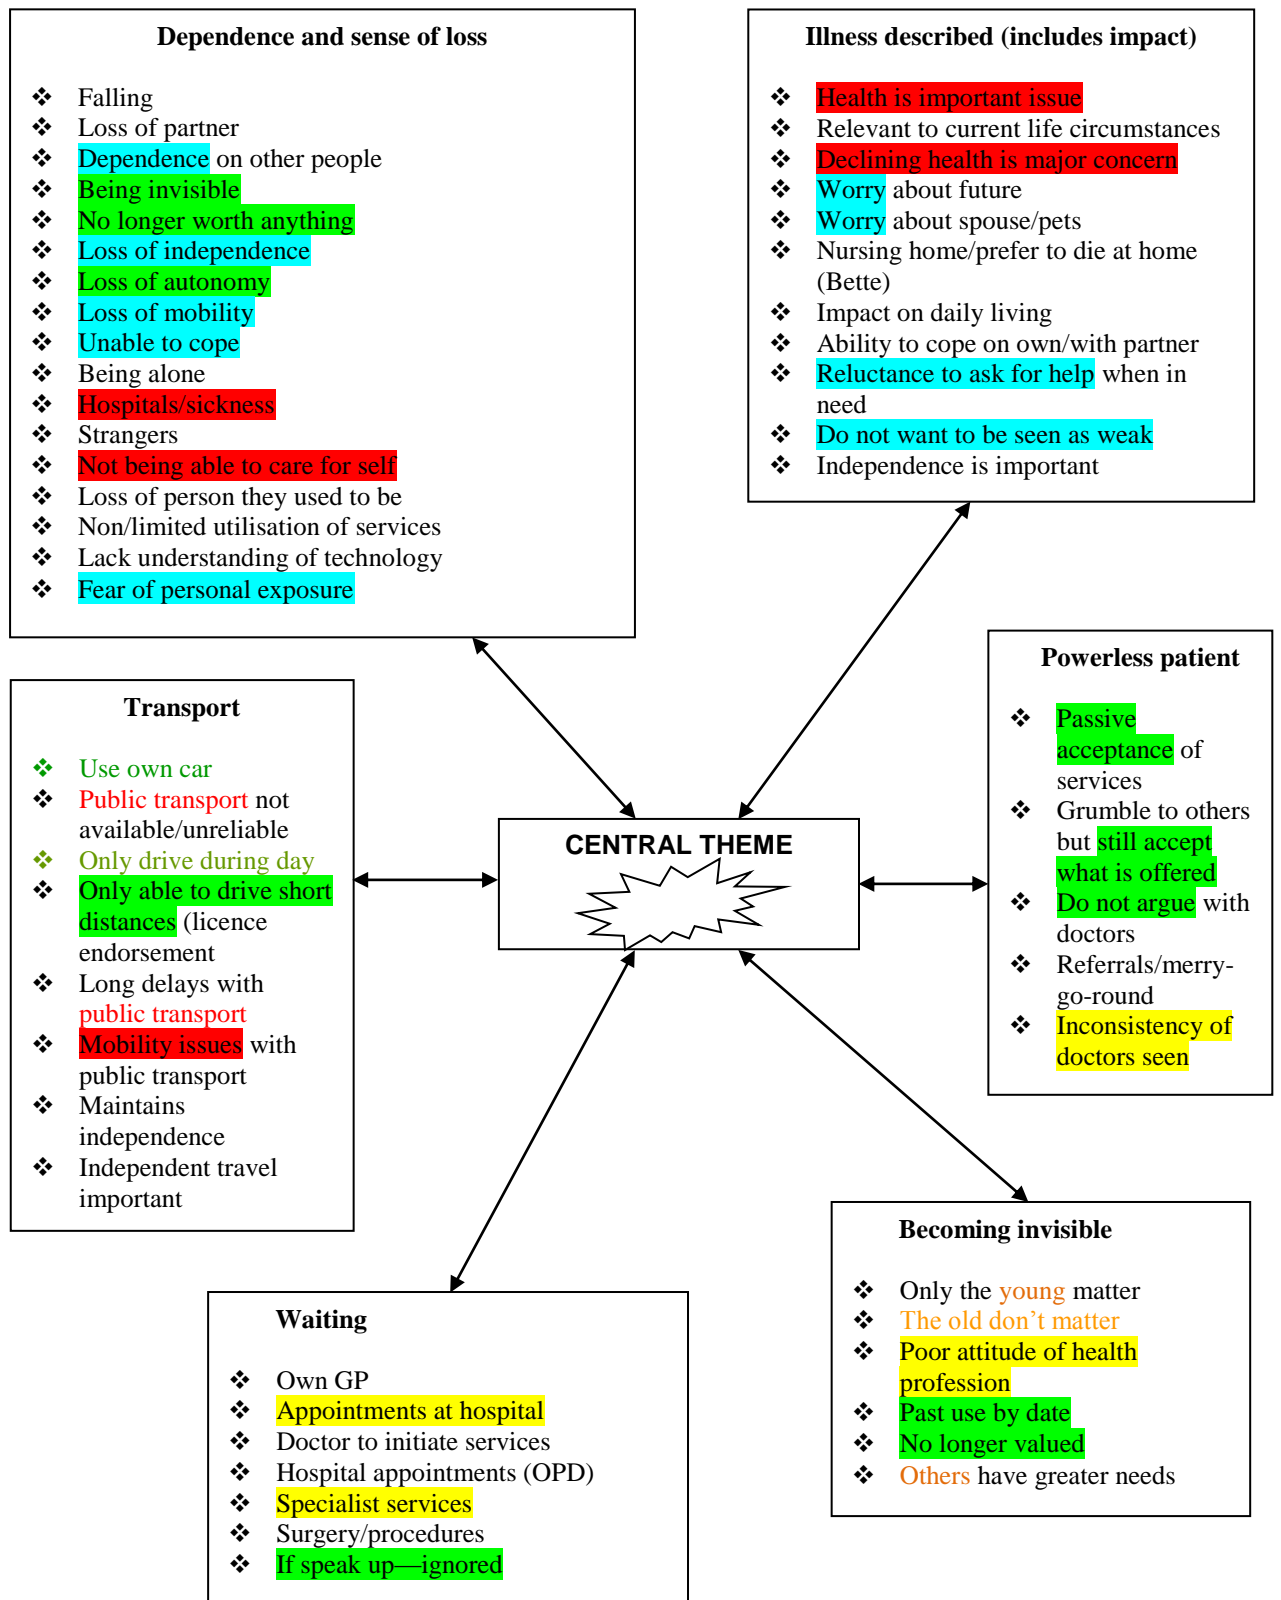 Dependence and sense of loss
❖ Falling
❖ Loss of partner
❖ Dependence on other people
❖ Being invisible
❖ No longer worth anything
❖ Loss of independence
❖ Loss of autonomy
❖ Loss of mobility
❖ Unable to cope
❖ Being alone
❖ Hospitals/sickness
❖ Strangers
❖ Not being able to care for self
❖ Loss of person they used to be
❖ Non/limited utilisation of services
❖ Lack understanding of technology
❖ Fear of personal exposure
Illness described (includes impact)
❖ Health is important issue
❖ Relevant to current life circumstances
❖ Declining health is major concern
❖ Worry about future
❖ Worry about spouse/pets
❖ Nursing home/prefer to die at home
(Bette)
❖ Impact on daily living
❖ Ability to cope on own/with partner
❖ Reluctance to ask for help when in
need
❖ Do not want to be seen as weak
❖ Independence is important
Transport
❖ Use own car
❖ Public transport not
available/unreliable
❖ Only drive during day
❖ Only able to drive short
distances (licence
endorsement
❖ Long delays with
public transport
❖ Mobility issues with
public transport
❖ Maintains
independence
❖ Independent travel
important
CENTRAL THEME
Powerless patient
❖ Passive
acceptance of
services
❖ Grumble to others
but still accept
what is offered
❖ Do not argue with
doctors
❖ Referrals/merry-
go-round
❖ Inconsistency of
doctors seen
Waiting
❖ Own GP
❖ Appointments at hospital
❖ Doctor to initiate services
❖ Hospital appointments (OPD)
❖ Specialist services
❖ Surgery/procedures
❖ If speak up—ignored
Becoming invisible
❖ Only the young matter
❖ The old don’t matter
❖ Poor attitude of health
profession
❖ Past use by date
❖ No longer valued
❖ Others have greater needs